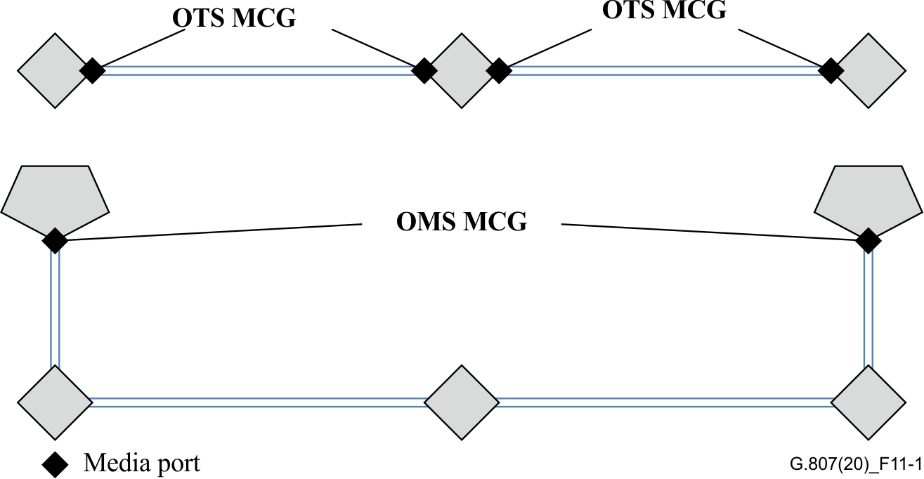 OTS MCG
OTS MCG
OMS MCG
Media port
G.807(20)_F11-1